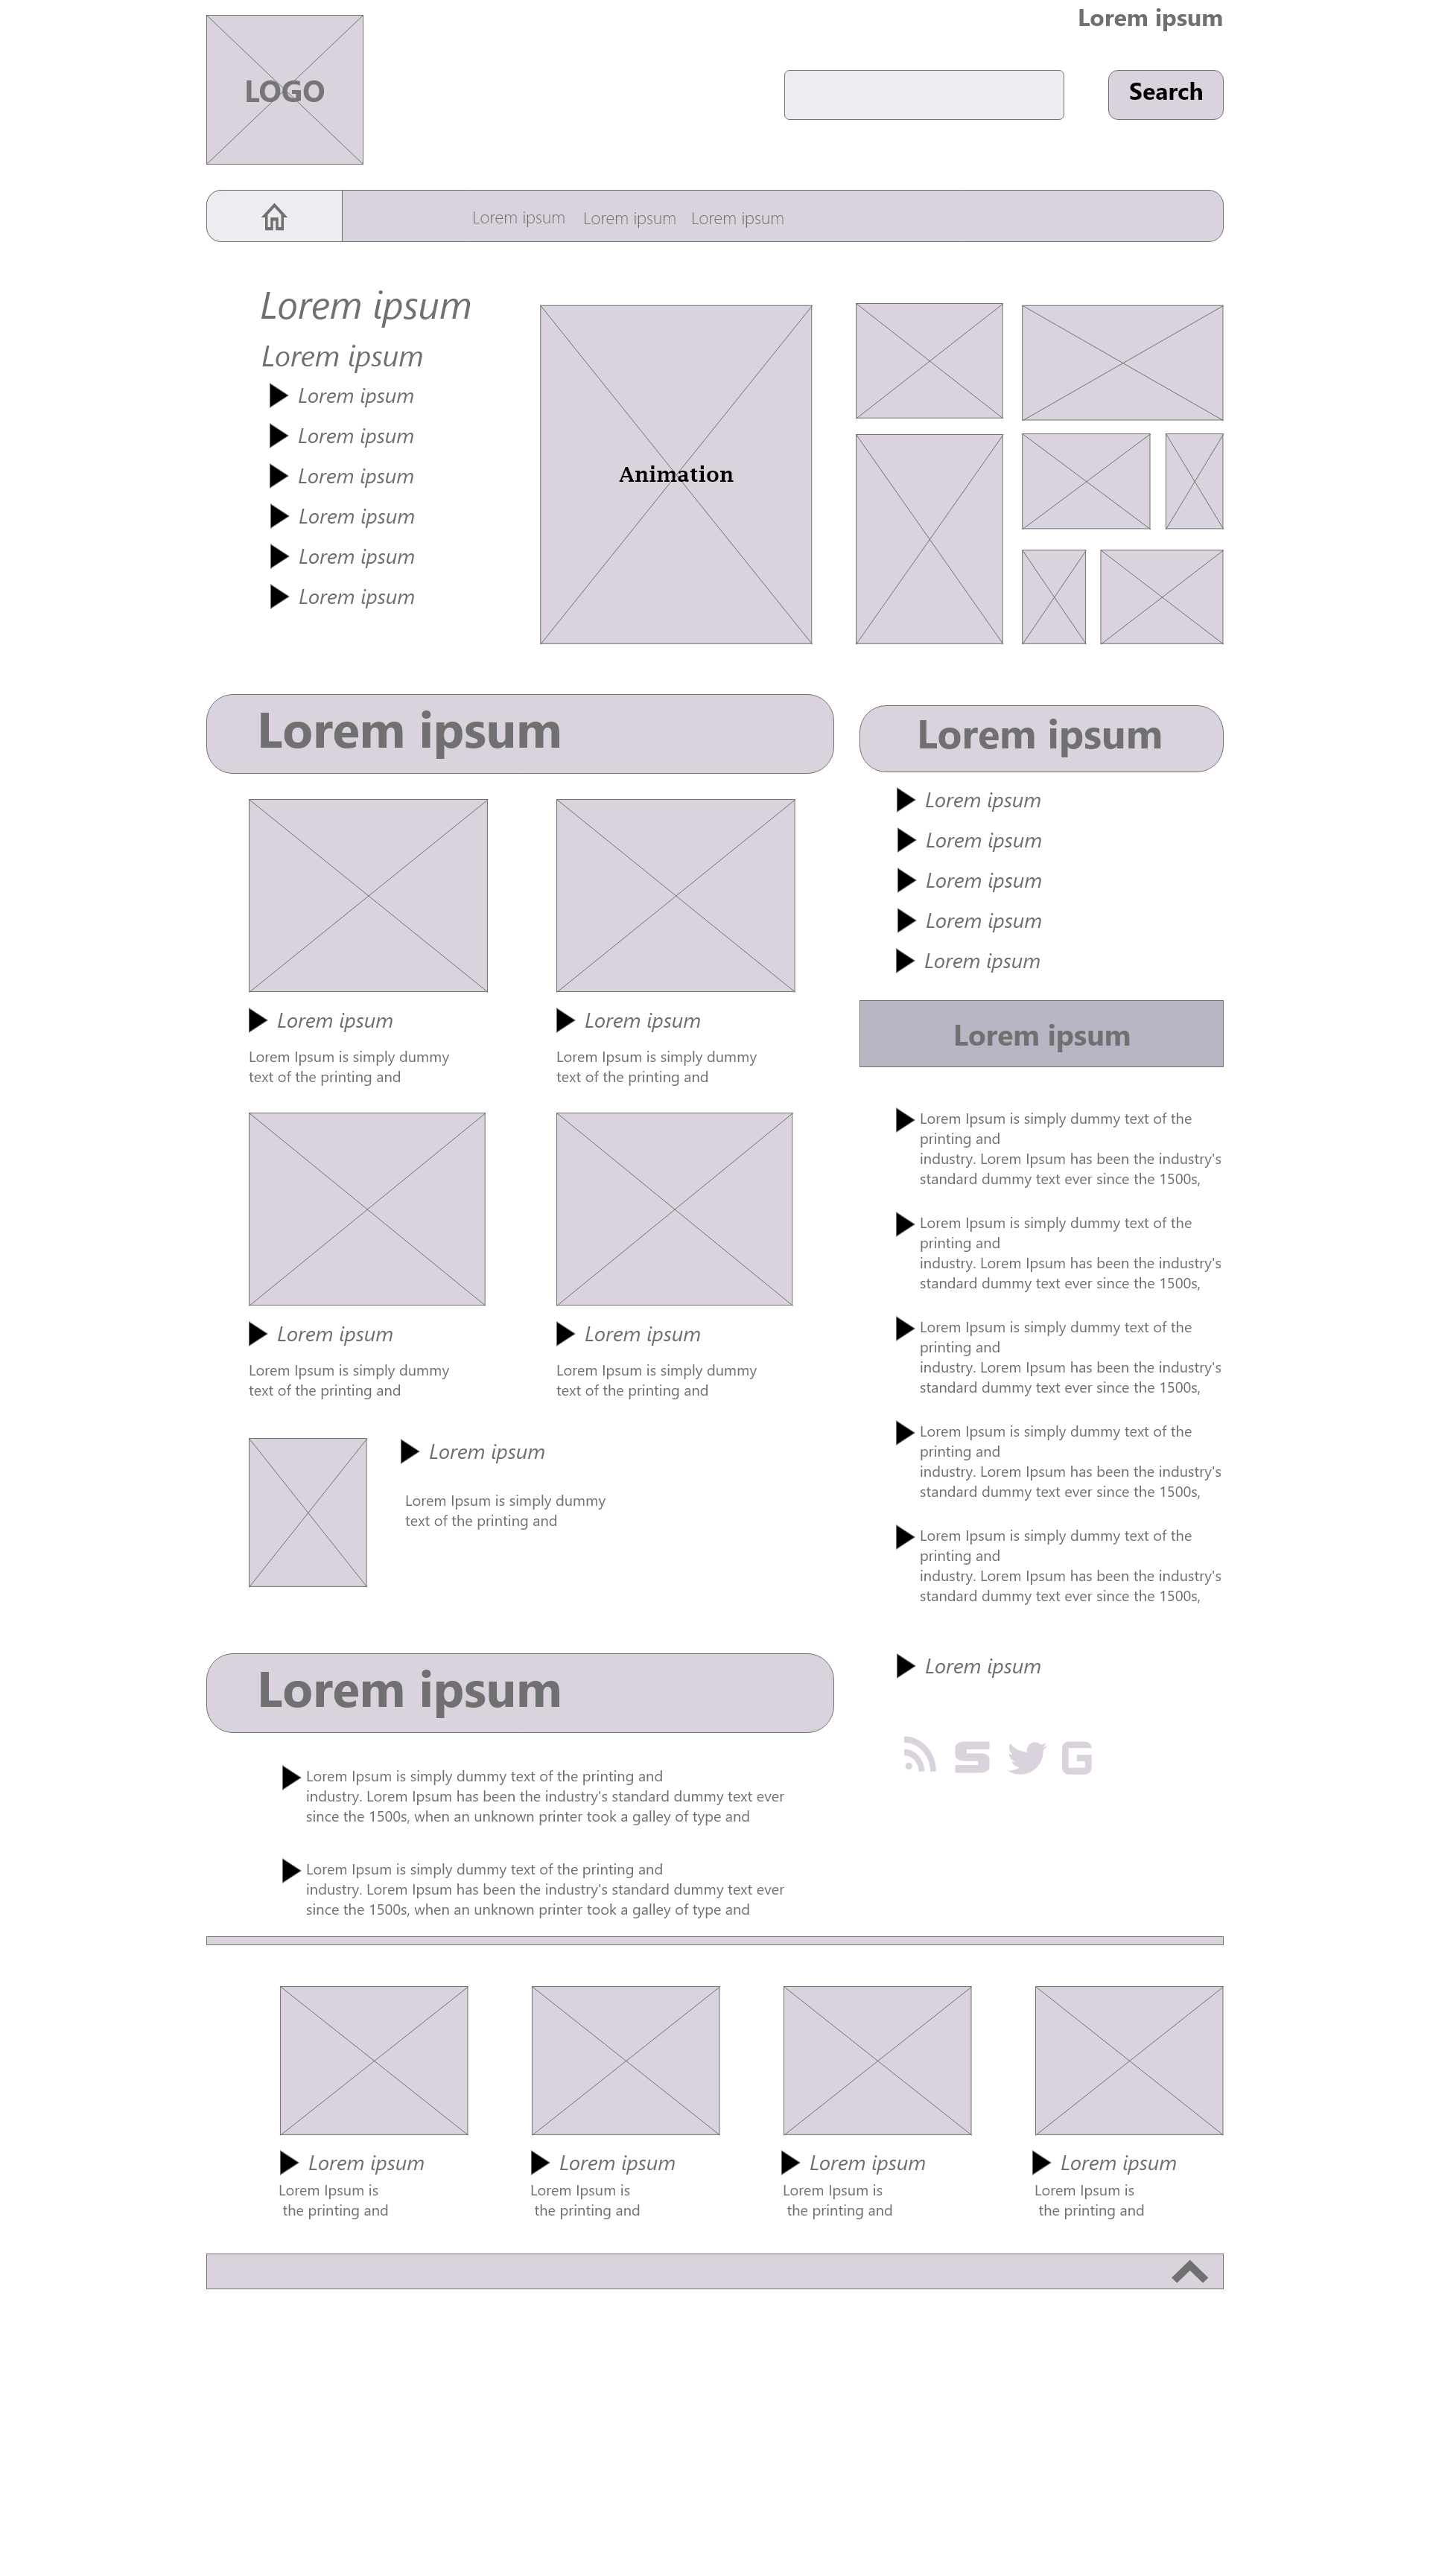 Lorem ipsum
LOGO
Search
Lorem ipsum Lorem ipsum Lorem ipsum
Lorem ipsum
Lorem ipsum
Lorem ipsum
Lorem ipsum
Lorem ipsum
Lorem ipsum
Lorem ipsum
Lorem ipsum
Animation
Lorem ipsum
Lorem ipsum
Lorem ipsum is simply dummy
text of the printing and
Lorem ipsum
Lorem Ipsum is simply dummy
text of the printing and
Lorem ipsum
Lorem Ipsum is simply dummy
text of the printing and
Lorem ipsum
Lorem Ipsum is simply dummy
text of the printing and
Lorem ipsum
Lorem Ipsum is simply dummy
text of the printing and
Lorem ipsum
Lorem Ipsum is simply dummy text of the printing and
industry. Lorem Ipsum has been the industry's standard dummy text ever
since the 1500s, when an unknown printer took a galley of type and
Lorem Ipsum is simply dummy text of the printing and
industry. Lorem Ipsum has been the industry's standard dummy text ever
since the 1500s, when an unknown printer took a galley of type and
Lorem ipsum
Lorem ipsum
Lorem ipsum
Lorem ipsum
Lorem ipsum
Lorem ipsum
Lorem ipsum
Lorem Ipsum is simply dummy text of the
printing and
industry. Lorem Ipsum has been the industry's
standard dummy text ever since the 1500s,
Lorem Ipsum is simply dummy text of the
printing and
industry. Lorem Ipsum has been the industry's
standard dummy text ever since the 1500s,
Lorem Ipsum is simply dummy text of the
printing and
industry. Lorem Ipsum has been the industry's
standard dummy text ever since the 1500s,
Lorem Ipsum is simply dummy text of the
printing and
industry. Lorem Ipsum has been the industry's
standard dummy text ever since the 1500s,
Lorem Ipsum is simply dummy text of the
printing and
industry. Lorem Ipsum has been the industry's
standard dummy text ever since the 1500s,
Lorem ipsum
S G
Lorem ipsum
Lorem Ipsum is
the printing and
Lorem ipsum
Lorem Ipsum is
the printing and
Lorem ipsum
Lorem Ipsum is
the printing and
Lorem ipsum
Lorem Ipsum is
the printing and